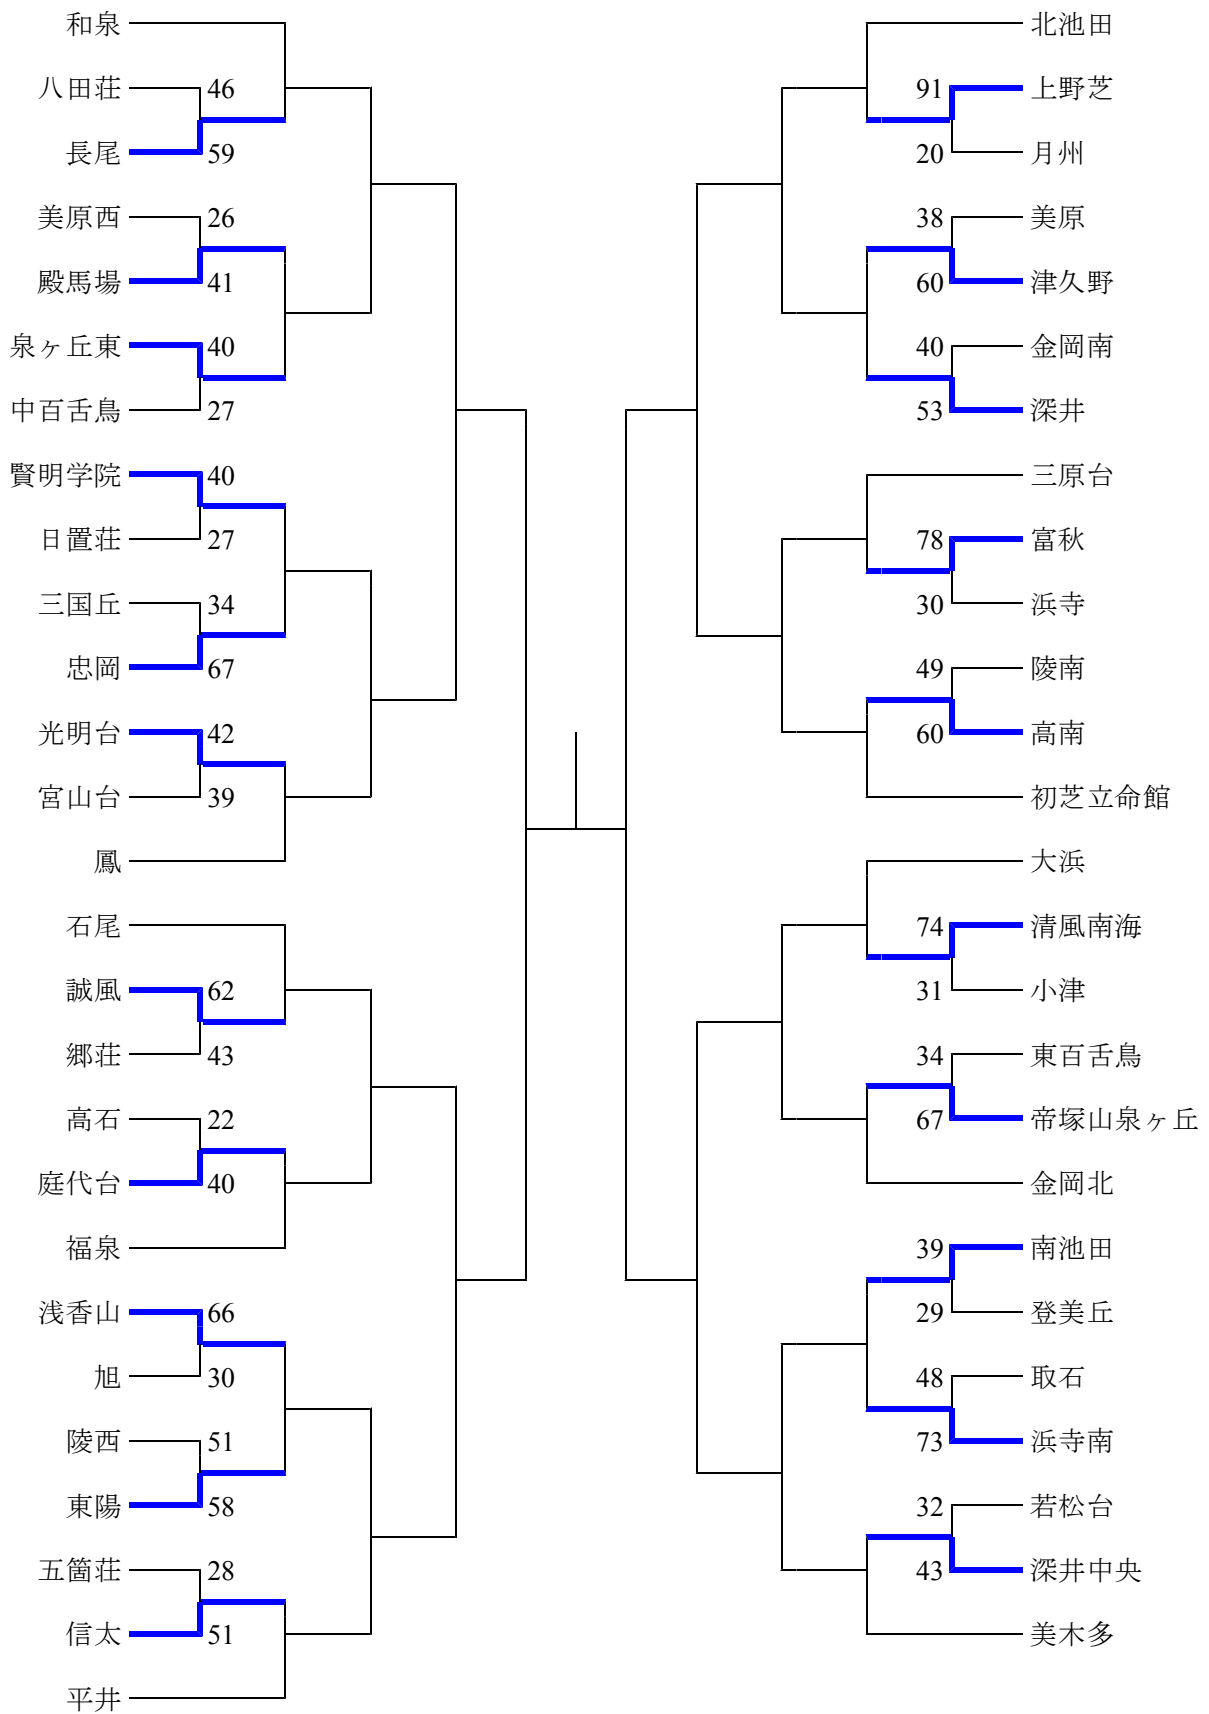 和泉
八田荘 46
長尾 59
美原西 26
殿馬場 41
泉ヶ丘東 40
中百舌鳥 27
賢明学院 40
日置荘 27
三国丘 34
忠岡 67
光明台 42
宮山台 39
鳳
石尾
誠風 62
郷荘 43
高石 22
庭代台 40
福泉
浅香山 66
旭 30
陵西 51
東陽 58
五箇荘 28
信太 51
平井
北池田
91 上野芝
20 月州
38 美原
60 津久野
40 金岡南
53 深井
三原台
78 富秋
30 浜寺
49 陵南
60 高南
初芝立命館
大浜
74 清風南海
31 小津
34 東百舌鳥
67 帝塚山泉ヶ丘
金岡北
39 南池田
29 登美丘
48 取石
73 浜寺南
32 若松台
43 深井中央
美木多